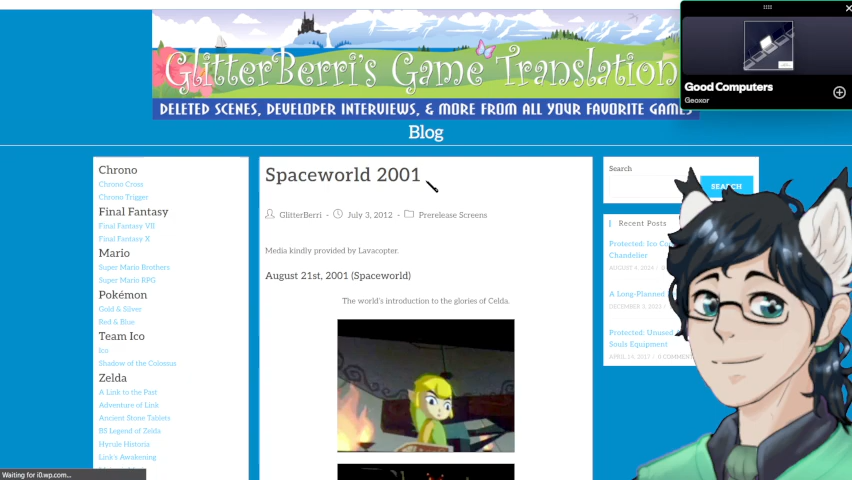 GlitterBerri's Game Translation
DELETED SCENES, DEVELOPER INTERVIEWS, & MORE FROM ALL YOUR FAVORITE GAMES
Blog
Good Computers
Geoxor
Chrono
Chrono Cross
Chrono Trigger
Final Fantasy
Final Fantasy VII
Final Fantasy X
Mario
Super Mario Brothers
Super Mario RPG
Pokémon
Gold & Silver
Red & Blue
Team Ico
Ico
Shadow of the Colossus
Zelda
A Link to the Past
Adventure of Link
Ancient Stone Tablets
BS Legend of Zelda
Hyrule Historia
Link's Awakening
Spaceworld 2001
GlitterBerri - July 3, 2012 - Prerelease Screens
Media kindly provided by Lavacopter.
August 21st, 2001 (Spaceworld)
The world's introduction to the glories of Celda.
Search
SEARCH
Recent Posts
Protected: Ico
Chandelier
AUGUST 4, 2024
A Long-Planned
Protected: Unused
Souls Equipment
APRIL 14, 2017 / 0 COMMENT
Waiting for i0.wp.com...